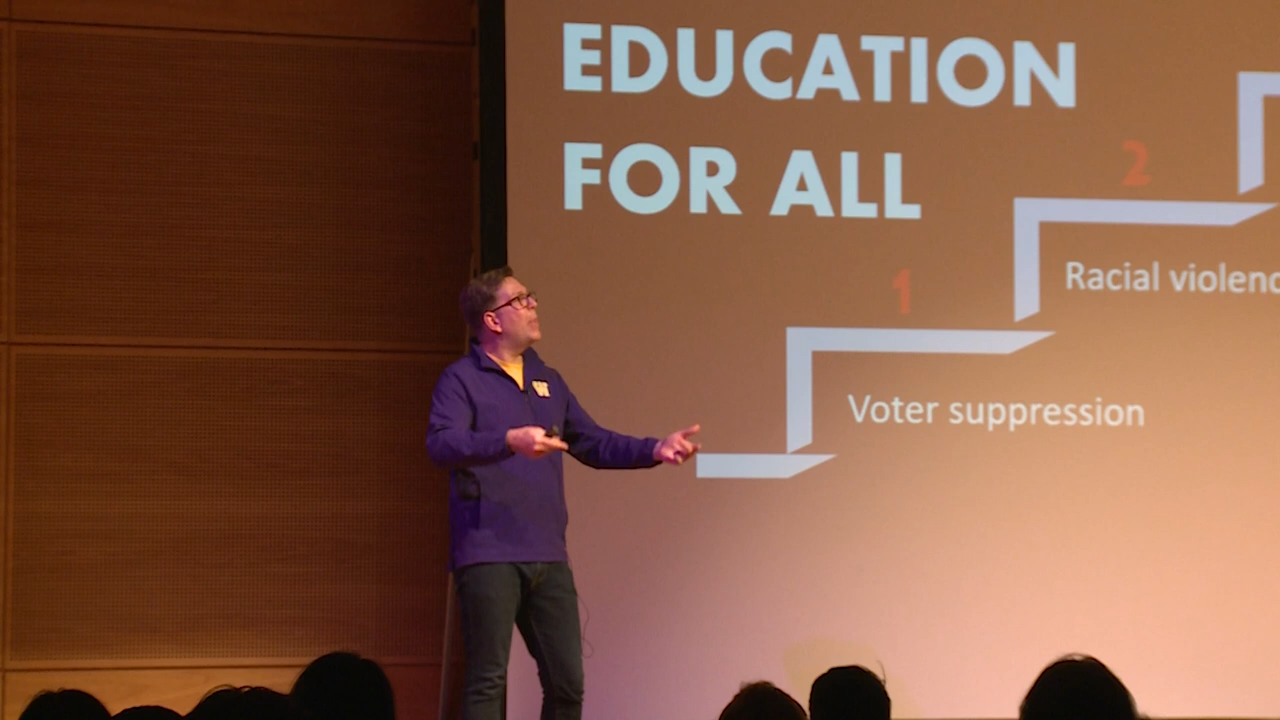 EDUCATION
FOR ALL
2
Racial violenc
1
Voter suppression
W